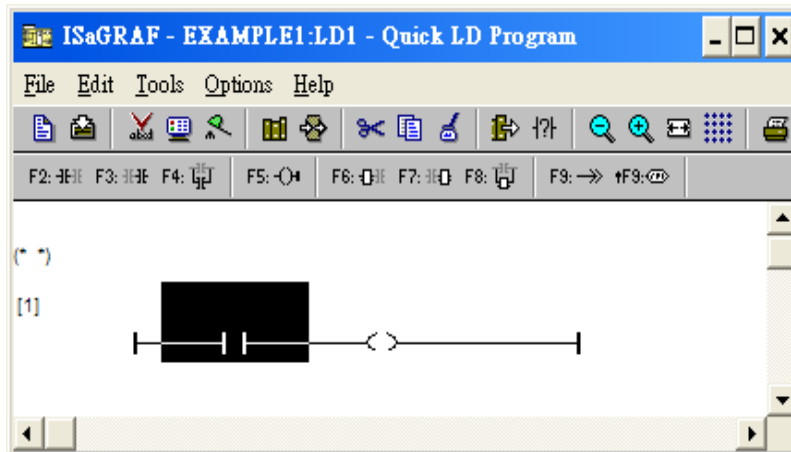 ISaGRAF - EXAMPLE1:LD1 - Quick LD Program
File Edit Tools Options Help
F2: F3: F4: F5: F6: F7: F8: F9: ↑F9:
(* *)
[1]